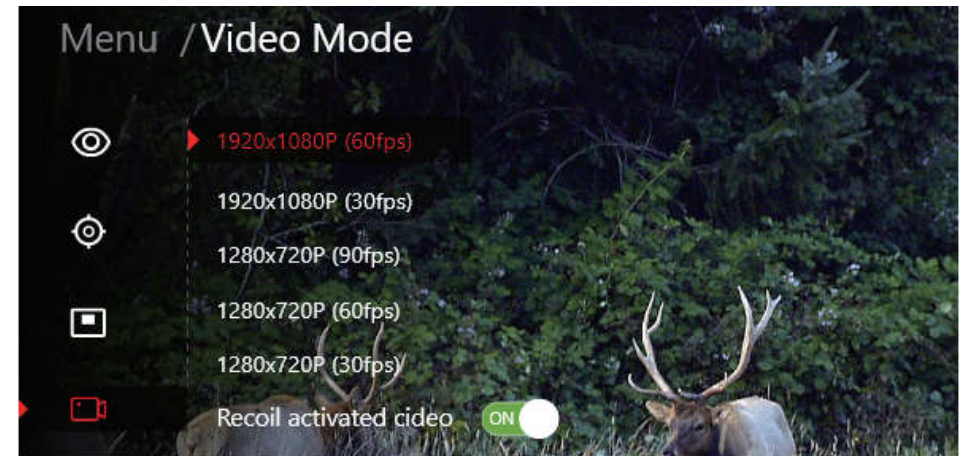 Menu / Video Mode
1920x1080P (60fps)
1920x1080P (30fps)
1280x720P (90fps)
1280x720P (60fps)
1280x720P (30fps)
Recoil activated cideo ON